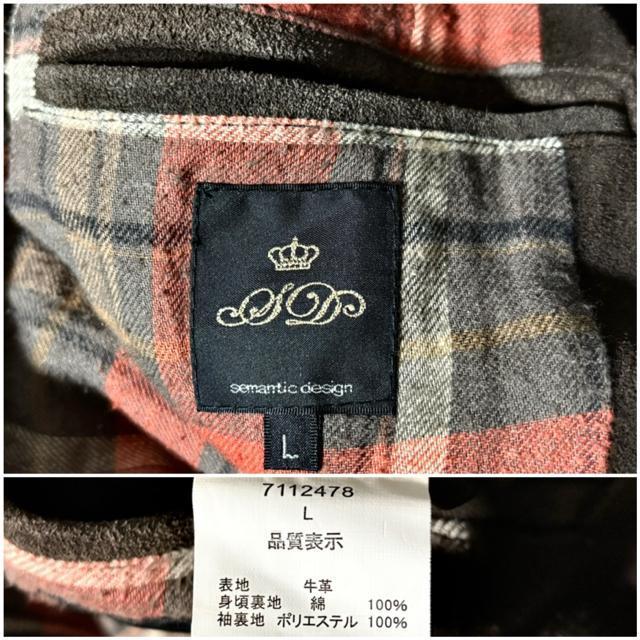 SD
semantic design
L
7112478
L
品質表示
表地 牛革
身頃裏地 綿 100%
袖裏地 ポリエステル 100%